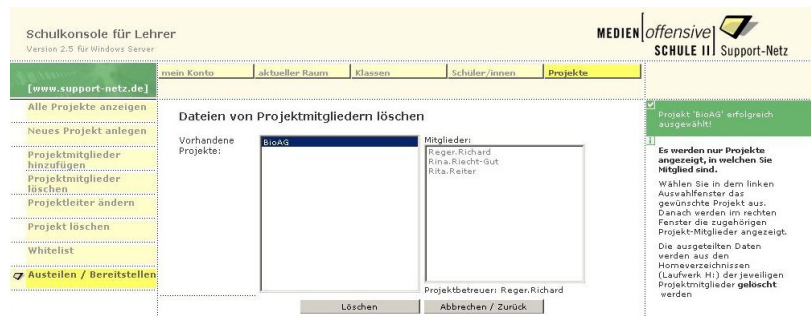 Schulkonsole für Lehrer
Version 2.5 für Windows Server
MEDIEN offensive
SCHULE II Support-Netz
[www.support-netz.de]
mein Konto
aktueller Raum
Klassen
Schüler/innen
Projekte
Alle Projekte anzeigen
Neues Projekt anlegen
Projektmitglieder
hinzufügen
Projektmitglieder
löschen
Projektleiter ändern
Projekt löschen
Whitelist
Austeilen / Bereitstellen
Dateien von Projektmitgliedern löschen
Vorhandene
Projekte:
BioAG
Mitglieder:
Reger.Richard
Rina.Riecht-Gut
Rita.Reiter
Projektbetreuer: Reger.Richard
Löschen
Abbrechen / Zurück
Projekt 'BioAG' erfolgreich
ausgewählt!
Es werden nur Projekte
angezeigt, in welchen Sie
Mitglied sind.
Wählen Sie in dem linken
Auswahlfenster das
gewünschte Projekt aus.
Danach werden im rechten
Fenster die zugehörigen
Projekt-Mitglieder angezeigt.
Die ausgeteilten Daten
werden aus den
Homeverzeichnissen
(Laufwerk H:) der jeweiligen
Projektmitglieder gelöscht
werden